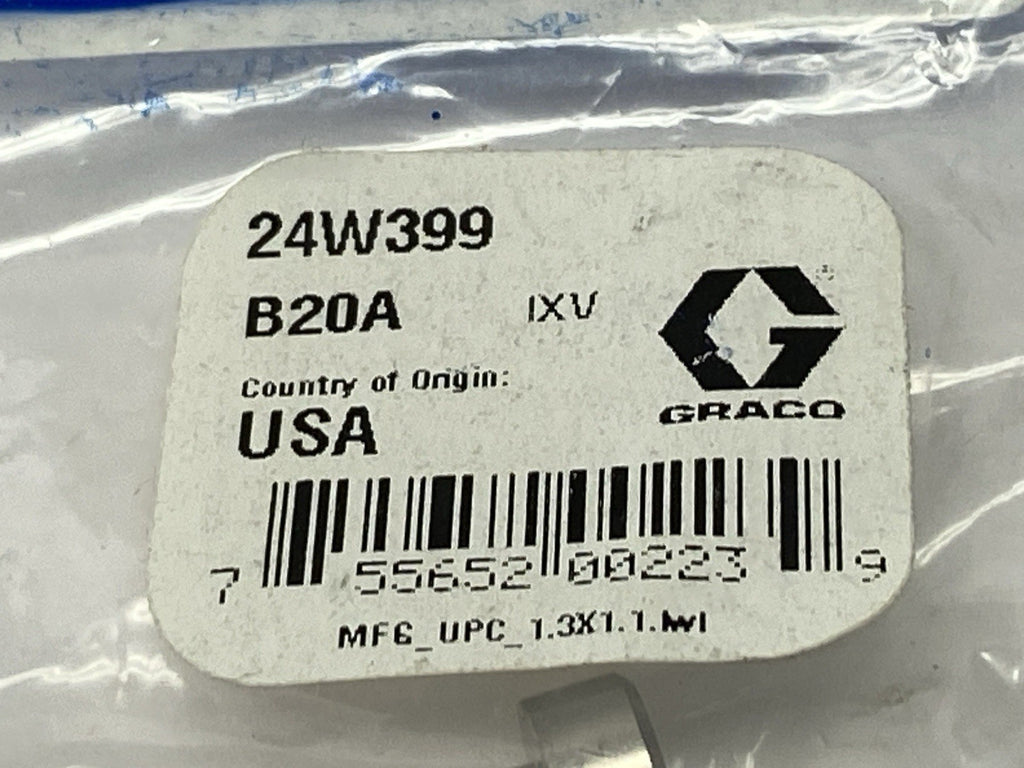 24W399
B20A IXV
Country of Origin:
USA
GRACO
7 55652 00223 9
MFG_UPC_1.3X1.1.lwl